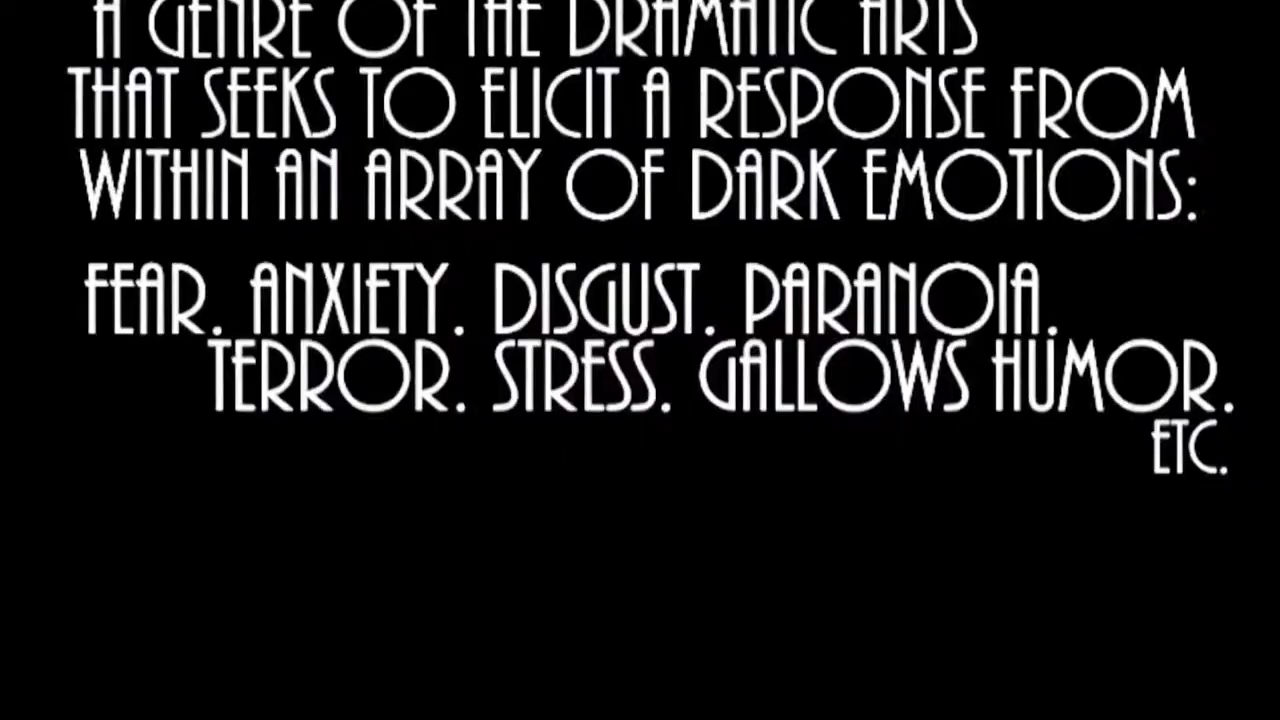 A GENRE OF THE DRAMATIC ARTS
THAT SEEKS TO ELICIT A RESPONSE FROM
WITHIN AN ARRAY OF DARK EMOTIONS:
FEAR. ANXIETY. DISGUST. PARANOIA.
TERROR. STRESS. GALLOWS HUMOR.
ETC.